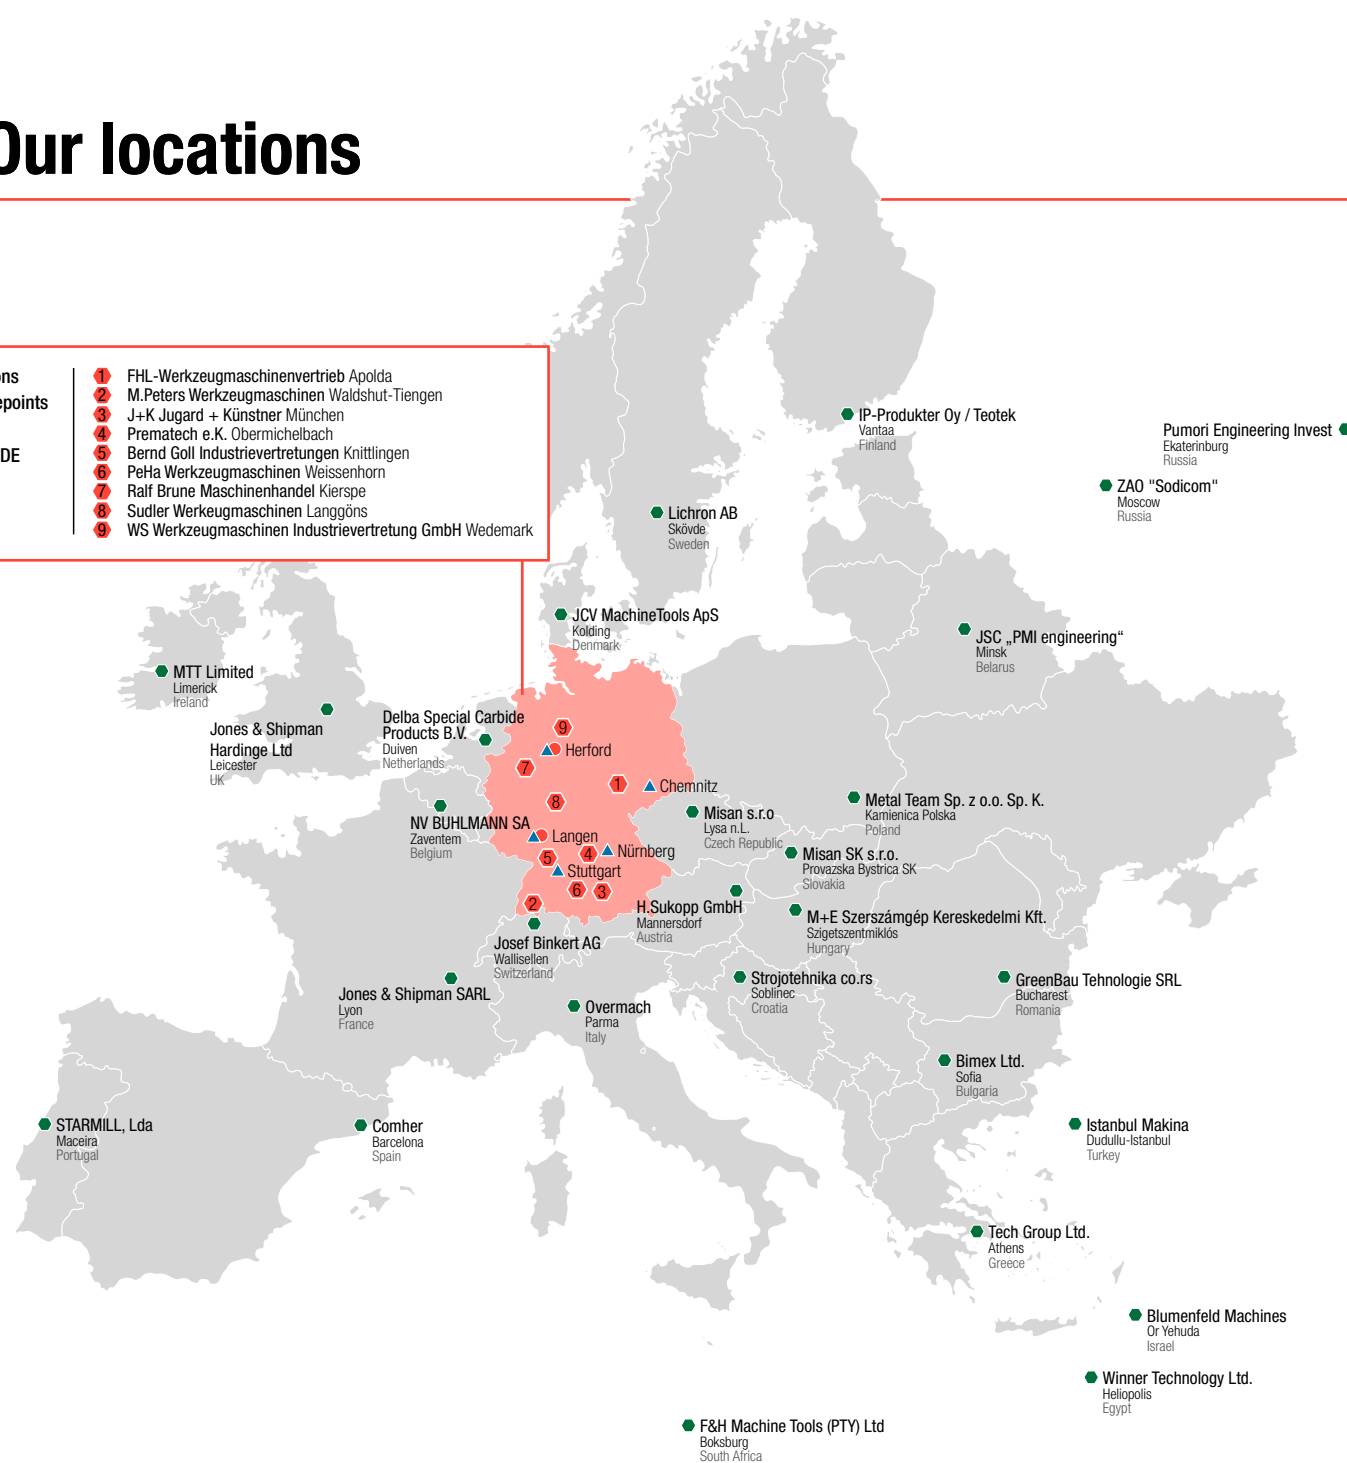 Our locations
ons
epoints
DE
1 FHL-Werkzeugmaschinenvertrieb Apolda
2 M.Peters Werkzeugmaschinen Waldshut-Tiengen
3 J+K Jugard + Künstner München
4 Prematech e.K. Obermichelbach
5 Bernd Goll Industrievertretungen Knittlingen
6 PeHa Werkzeugmaschinen Weissenhorn
7 Ralf Brune Maschinenhandel Kierspe
8 Sudler Werkeugmaschinen Langgöns
9 WS Werkzeugmaschinen Industrievertretung GmbH Wedemark
IP-Produkter Oy / Teotek
Vantaa
Finland
Pumori Engineering Invest
Ekaterinburg
Russia
ZAO "Sodicom"
Moscow
Russia
Lichron AB
Skövde
Sweden
JCV MachineTools ApS
Kolding
Denmark
JSC „PMI engineering“
Minsk
Belarus
MTT Limited
Limerick
Ireland
Jones & Shipman
Hardinge Ltd
Leicester
UK
Delba Special Carbide
Products B.V.
Duiven
Netherlands
9
Herford
7
1
Chemnitz
8
NV BUHLMANN SA
Zaventem
Belgium
Langen
5
4
Nürnberg
Stuttgart
6
3
2
Misan s.r.o
Lysa n.L.
Czech Republic
Metal Team Sp. z o.o. Sp. K.
Kamienica Polska
Poland
Misan SK s.r.o.
Provazska Bystrica SK
Slovakia
H.Sukopp GmbH
Mannersdorf
Austria
M+E Szerszámgép Kereskedelmi Kft.
Szigetszentmiklós
Hungary
Josef Binkert AG
Wallisellen
Switzerland
Jones & Shipman SARL
Lyon
France
Strojotehnika co.rs
Soblinec
Croatia
GreenBau Tehnologie SRL
Bucharest
Romania
Overmach
Parma
Italy
Bimex Ltd.
Sofia
Bulgaria
STARMILL, Lda
Maceira
Portugal
Comher
Barcelona
Spain
Istanbul Makina
Dudullu-Istanbul
Turkey
Tech Group Ltd.
Athens
Greece
Blumenfeld Machines
Or Yehuda
Israel
Winner Technology Ltd.
Heliopolis
Egypt
F&H Machine Tools (PTY) Ltd
Boksburg
South Africa